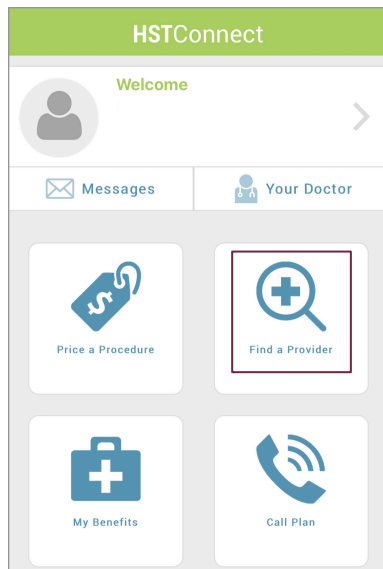 HSTConnect
Welcome
Messages
Your Doctor
Price a Procedure
Find a Provider
My Benefits
Call Plan